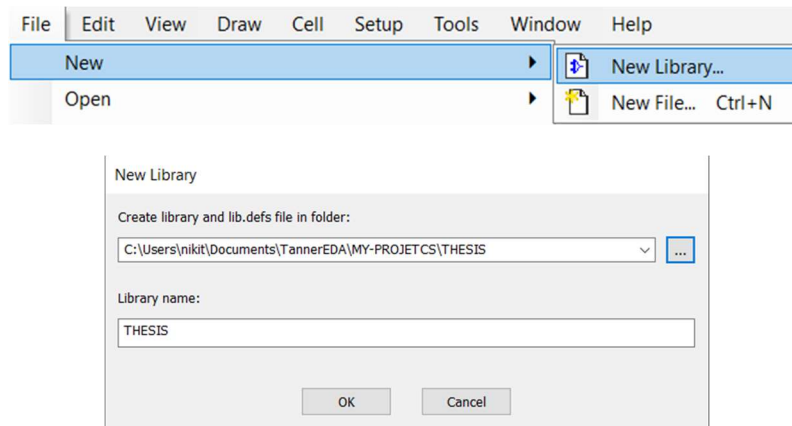 File Edit View Draw Cell Setup Tools Window Help
New New Library...
Open New File... Ctrl+N
New Library
Create library and lib.defs file in folder:
C:\Users\nikit\Documents\TannerEDA\MY-PROJETCS\THESIS ...
Library name:
THESIS
OK Cancel